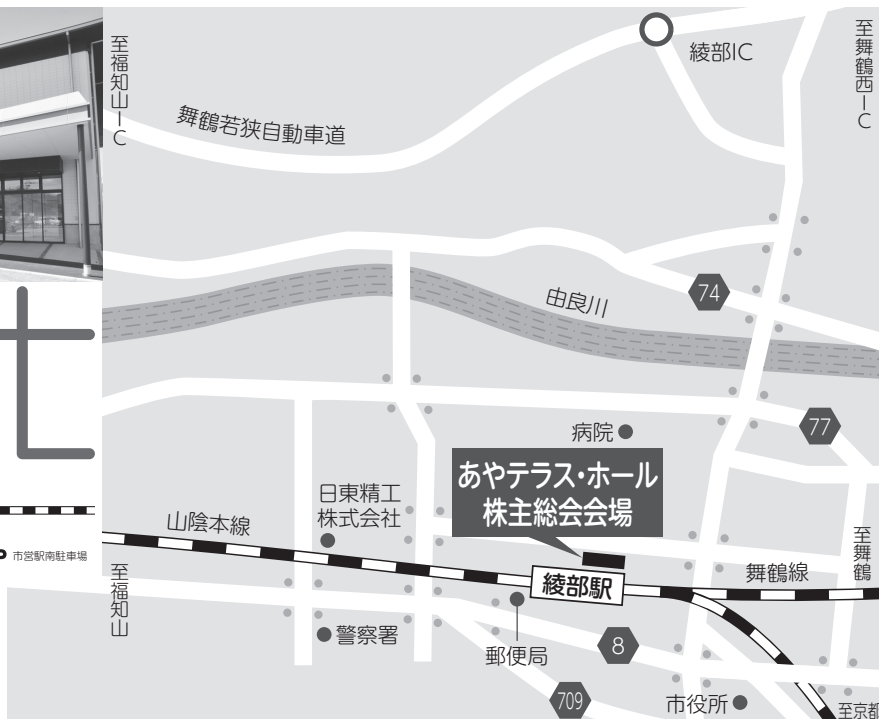 至福知山IC
綾部IC
至舞鶴西IC
舞鶴若狭自動車道
由良川
74
77
病院
あやテラス・ホール
株主総会会場
日東精工
株式会社
山陰本線
市営駅南駐車場
至福知山
綾部駅
舞鶴線
至舞鶴
警察署
郵便局
8
709
市役所
至京都